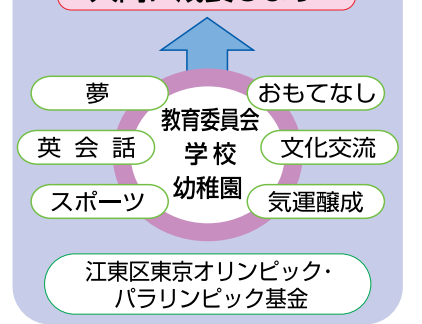 夢
おもてなし
教育委員会
英会話
学校
文化交流
スポーツ
幼稚園
気運醸成
江東区東京オリンピック・
パラリンピック基金